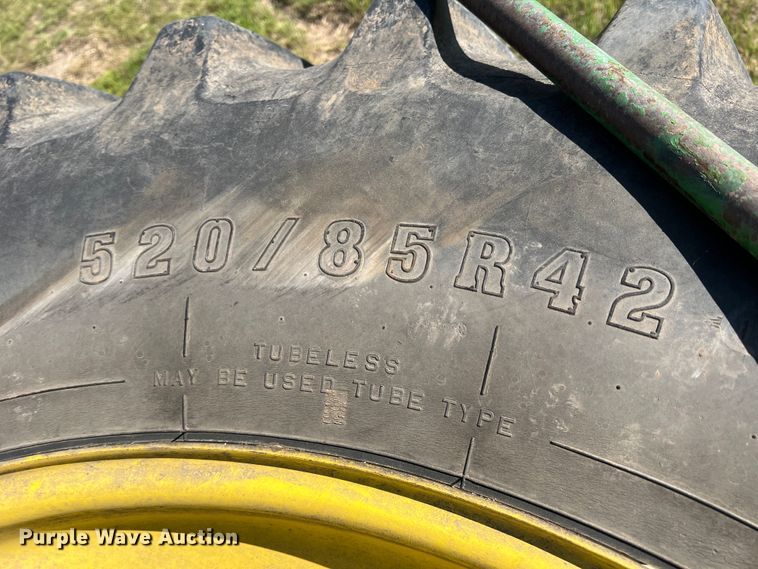 520/85R42
TUBELESS
MAY BE USED TUBE TYPE
Purple Wave Auction